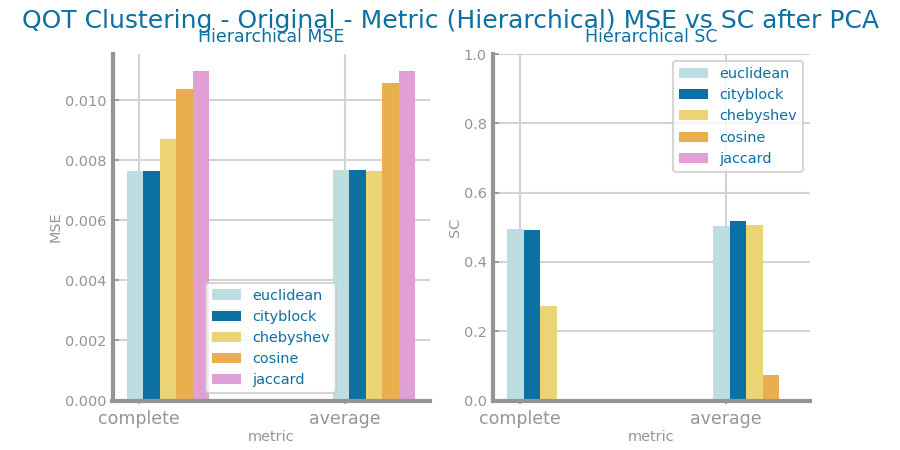 QOT Clustering - Original - Metric (Hierarchical) MSE vs SC after PCA
Hierarchical MSE
MSE
0.010
0.008
0.006
0.004
0.002
0.000
euclidean
cityblock
chebyshev
cosine
jaccard
complete
average
metric
Hierarchical SC
SC
1.0
0.8
0.6
0.4
0.2
0.0
euclidean
cityblock
chebyshev
cosine
jaccard
complete
average
metric